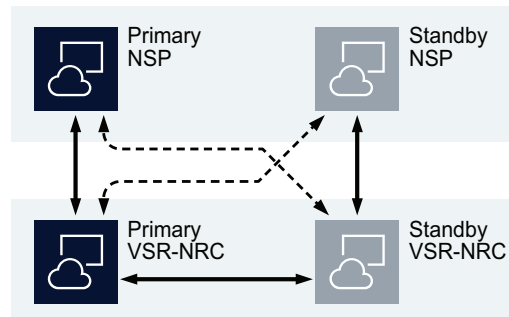 Primary
NSP
Standby
NSP
Primary
VSR-NRC
Standby
VSR-NRC